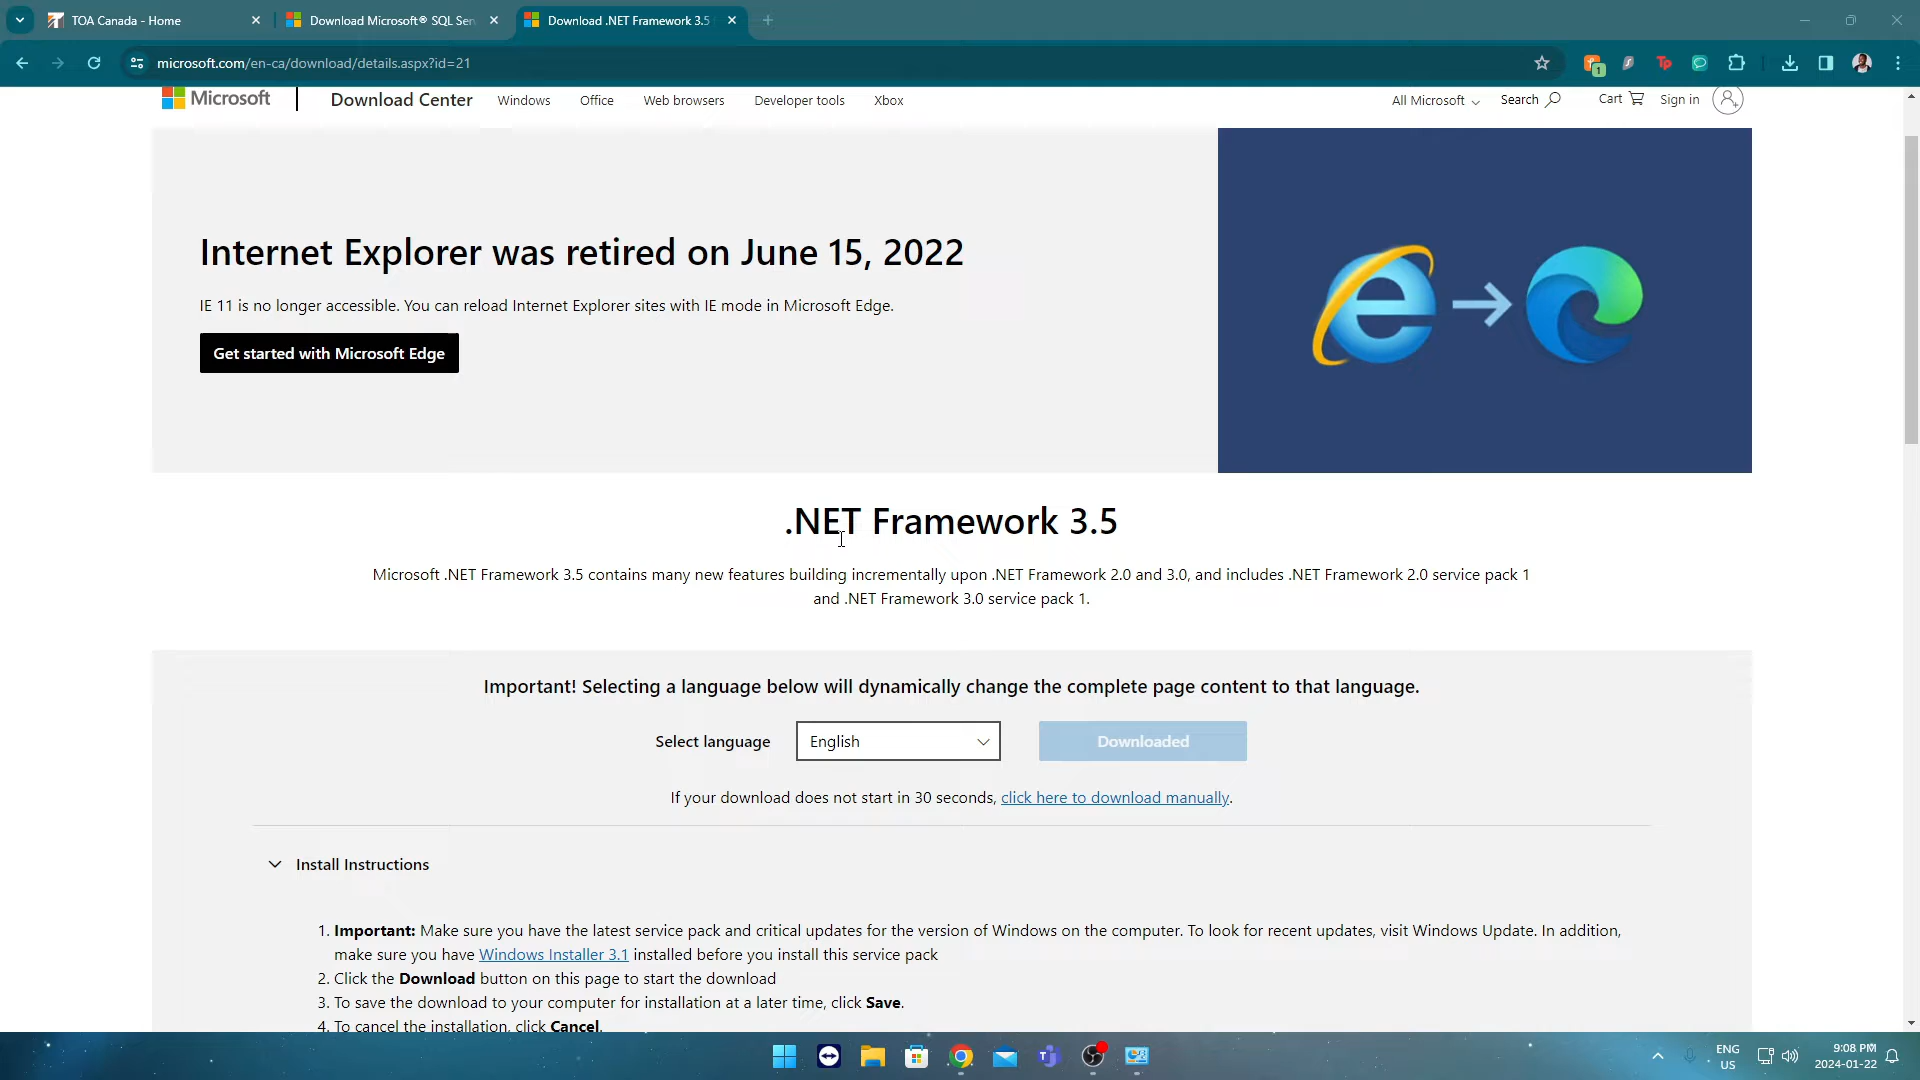 TOA Canada - Home
Download Microsoft® SQL Ser
Download .NET Framework 3.5
microsoft.com/en-ca/download/details.aspx?id=21
1
Tp
Microsoft
Download Center
Windows
Office
Web browsers
Developer tools
Xbox
All Microsoft
Search
Cart
Sign in
Internet Explorer was retired on June 15, 2022
IE 11 is no longer accessible. You can reload Internet Explorer sites with IE mode in Microsoft Edge.
Get started with Microsoft Edge
.NET Framework 3.5
Microsoft .NET Framework 3.5 contains many new features building incrementally upon .NET Framework 2.0 and 3.0, and includes .NET Framework 2.0 service pack 1
and .NET Framework 3.0 service pack 1.
Important! Selecting a language below will dynamically change the complete page content to that language.
Select language
English
Downloaded
If your download does not start in 30 seconds, click here to download manually.
Install Instructions
1. Important: Make sure you have the latest service pack and critical updates for the version of Windows on the computer. To look for recent updates, visit Windows Update. In addition,
make sure you have Windows Installer 3.1 installed before you install this service pack
2. Click the Download button on this page to start the download
3. To save the download to your computer for installation at a later time, click Save.
4. To cancel the installation, click Cancel.
ENG
US
9:08 PM
2024-01-22